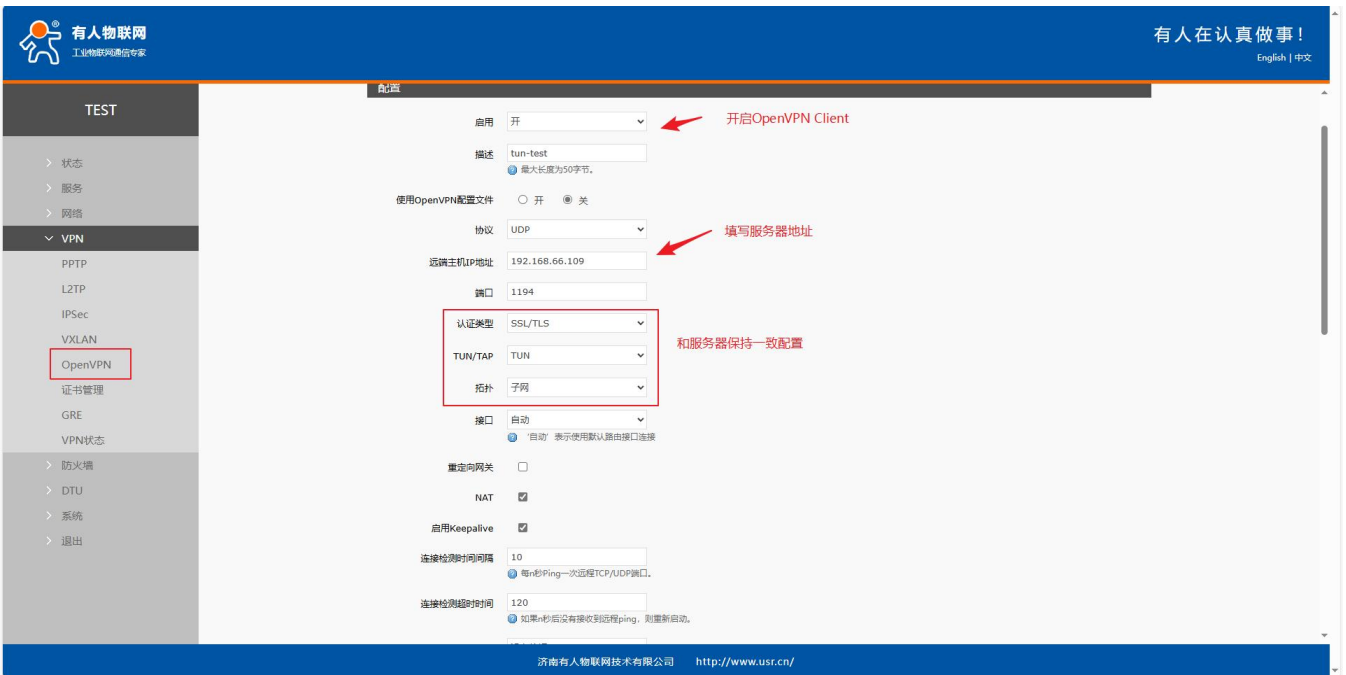 有人物联网
工业物联网通信专家
有人在认真做事!
English | 中文
TEST
状态
服务
网络
VPN
PPTP
L2TP
IPSec
VXLAN
OpenVPN
证书管理
GRE
VPN状态
防火墙
DTU
系统
退出
配置
启用 开
开启OpenVPN Client
描述 tun-test
最大长度为50字节。
使用OpenVPN配置文件 开 关
协议 UDP
填写服务器地址
远端主机IP地址 192.168.66.109
端口 1194
认证类型 SSL/TLS
和服务器保持一致配置
TUN/TAP TUN
拓扑 子网
接口 自动
'自动' 表示使用默认路由接口连接
重定向网关
NAT
启用Keepalive
连接检测时间间隔 10
每n秒Ping一次远程TCP/UDP端口。
连接检测超时时间 120
如果n秒后没有接收到远程ping，则重新启动。
济南有人物联网技术有限公司 http://www.usr.cn/